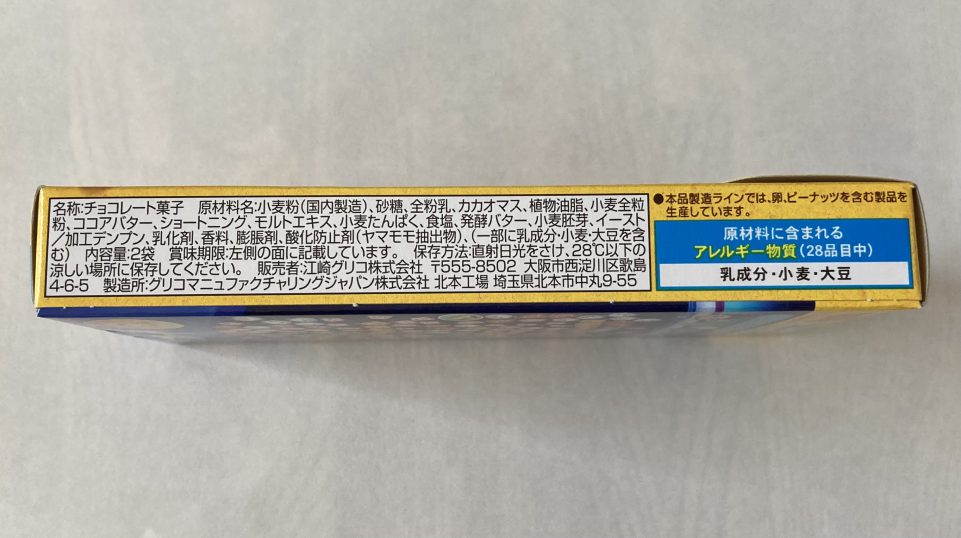 名称:チョコレート菓子 原材料名:小麦粉(国内製造)、砂糖、全粉乳、カカオマス、植物油脂、小麦全粒
粉、ココアバター、ショートニング、モルトエキス、小麦たんぱく、食塩、発酵バター、小麦胚芽、イースト
/加工デンプン、乳化剤、香料、膨脹剤、酸化防止剤(ヤマモモ抽出物)、(一部に乳成分・小麦・大豆を含
む) 内容量:2袋 賞味期限:左側の面に記載しています。 保存方法:直射日光をさけ、28℃以下の
涼しい場所に保存してください。 販売者:江崎グリコ株式会社 〒555-8502 大阪市西淀川区歌島
4-6-5 製造所:グリコマニュファクチャリングジャパン株式会社 北本工場 埼玉県北本市中丸9-55
●本品製造ラインでは、卵、ピーナッツを含む製品を
生産しています。
原材料に含まれる
アレルギー物質(28品目中)
乳成分・小麦・大豆